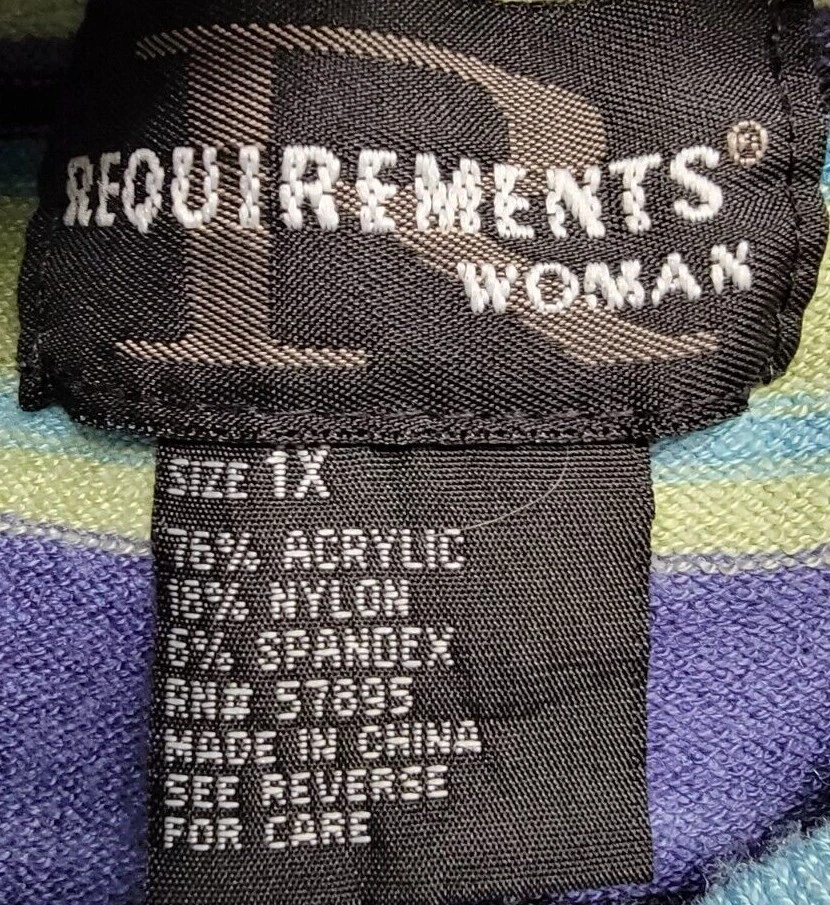 REQUIREMENTS®
WOMAN
SIZE 1X
76% ACRYLIC
18% NYLON
6% SPANDEX
RN# 57695
MADE IN CHINA
SEE REVERSE
FOR CARE